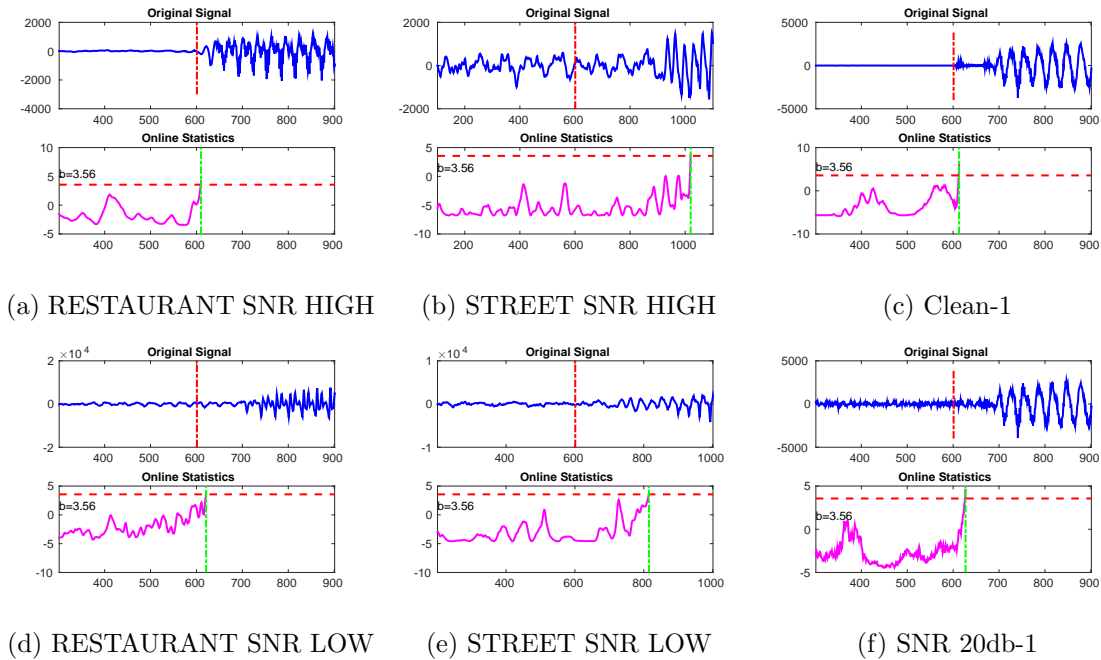 Original Signal
2000
0
-2000
-4000
400 500 600 700 800 900
Online Statistics
10
5
b=3.56
0
-5
300 400 500 600 700 800 900
(a) RESTAURANT SNR HIGH
Original Signal
2000
0
-2000
200 400 600 800 1000
Online Statistics
5
b=3.56
0
-5
-10
200 400 600 800 1000
(b) STREET SNR HIGH
Original Signal
5000
0
-5000
400 500 600 700 800 900
Online Statistics
10
5
b=3.56
0
-5
-10
400 500 600 700 800 900
(c) Clean-1
×10^4
Original Signal
2
0
-2
400 500 600 700 800 900
Online Statistics
5
b=3.56
0
-5
-10
400 500 600 700 800 900
(d) RESTAURANT SNR LOW
×10^4
Original Signal
1
0
-1
400 600 800 1000
Online Statistics
5
b=3.56
0
-5
-10
400 600 800 1000
(e) STREET SNR LOW
Original Signal
5000
0
-5000
400 500 600 700 800 900
Online Statistics
5
b=3.56
0
-5
400 500 600 700 800 900
(f) SNR 20db-1